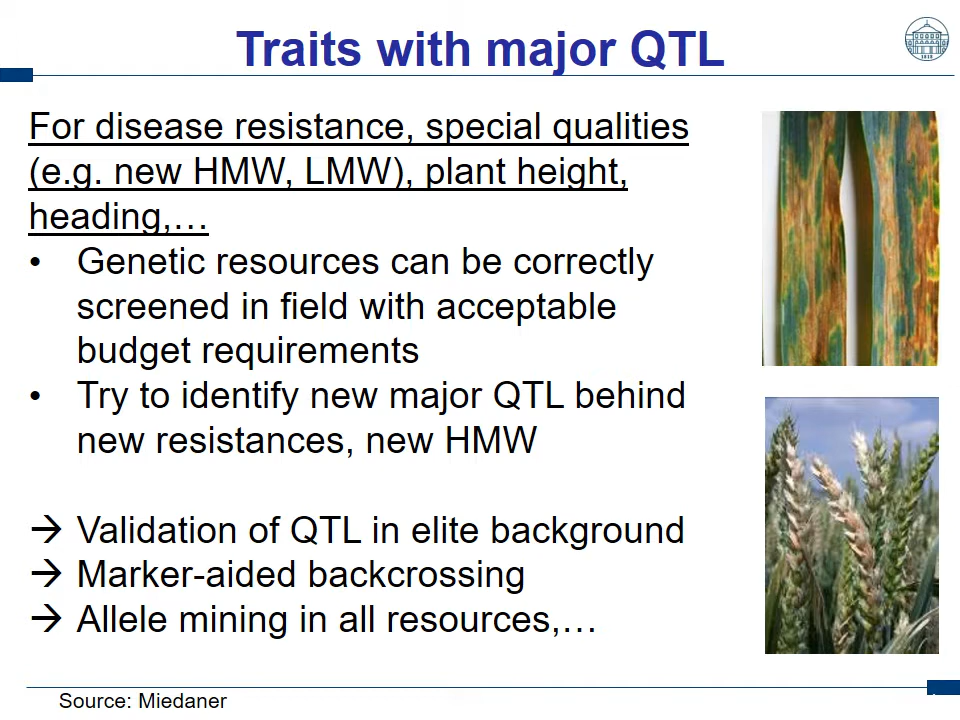 Traits with major QTL
For disease resistance, special qualities
(e.g. new HMW, LMW), plant height,
heading,…
• Genetic resources can be correctly
screened in field with acceptable
budget requirements
• Try to identify new major QTL behind
new resistances, new HMW
→ Validation of QTL in elite background
→ Marker-aided backcrossing
→ Allele mining in all resources,…
Source: Miedaner